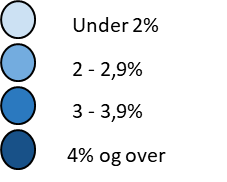 Under 2%
2 - 2,9%
3 - 3,9%
4% og over